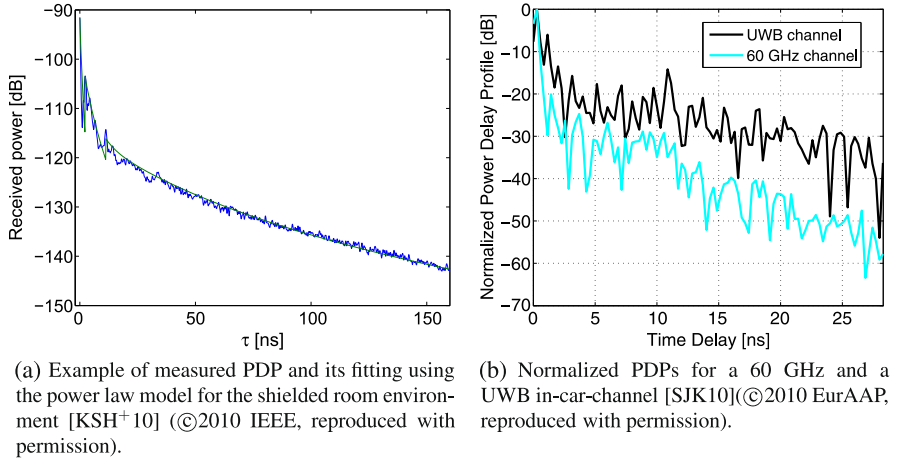 −90
−100
−110
−120
−130
−140
−150
Received power [dB]
0
50
100
150
τ [ns]
0
−10
−20
−30
−40
−50
−60
−70
Normalized Power Delay Profile [dB]
UWB channel
60 GHz channel
0
5
10
15
20
25
Time Delay [ns]
(a) Example of measured PDP and its fitting using
the power law model for the shielded room environ-
ment [KSH+10] (©2010 IEEE, reproduced with
permission).
(b) Normalized PDPs for a 60 GHz and a
UWB in-car-channel [SJK10](©2010 EurAAP,
reproduced with permission).